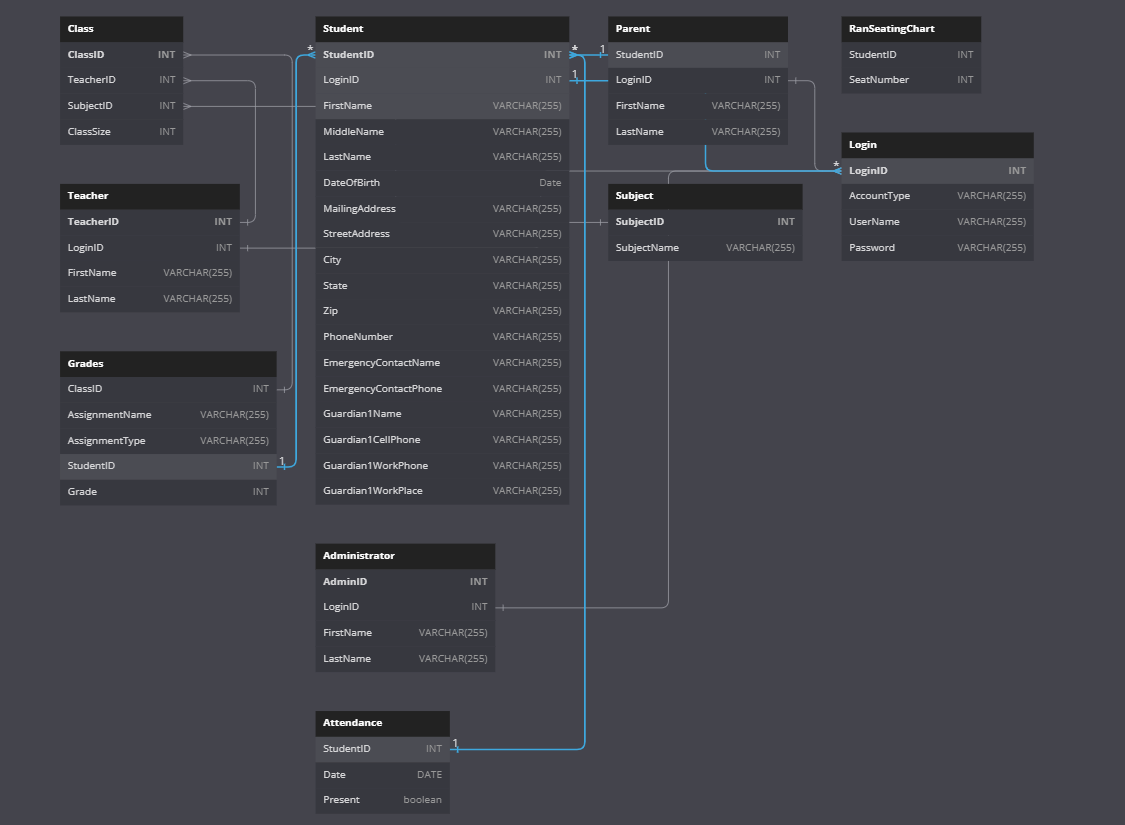 Class
ClassID INT
TeacherID INT
SubjectID INT
ClassSize INT
Student
* StudentID INT *
LoginID INT 1
FirstName VARCHAR(255)
MiddleName VARCHAR(255)
LastName VARCHAR(255)
DateOfBirth Date
MailingAddress VARCHAR(255)
StreetAddress VARCHAR(255)
City VARCHAR(255)
State VARCHAR(255)
Zip VARCHAR(255)
PhoneNumber VARCHAR(255)
EmergencyContactName VARCHAR(255)
EmergencyContactPhone VARCHAR(255)
Guardian1Name VARCHAR(255)
Guardian1CellPhone VARCHAR(255)
Guardian1WorkPhone VARCHAR(255)
Guardian1WorkPlace VARCHAR(255)
Parent
1 StudentID INT
LoginID INT
FirstName VARCHAR(255)
LastName VARCHAR(255)
RanSeatingChart
StudentID INT
SeatNumber INT
Login
* LoginID INT
AccountType VARCHAR(255)
UserName VARCHAR(255)
Password VARCHAR(255)
Teacher
TeacherID INT
LoginID INT
FirstName VARCHAR(255)
LastName VARCHAR(255)
Subject
SubjectID INT
SubjectName VARCHAR(255)
Grades
ClassID INT
AssignmentName VARCHAR(255)
AssignmentType VARCHAR(255)
StudentID INT 1
Grade INT
Administrator
AdminID INT
LoginID INT
FirstName VARCHAR(255)
LastName VARCHAR(255)
Attendance
StudentID INT 1
Date DATE
Present boolean